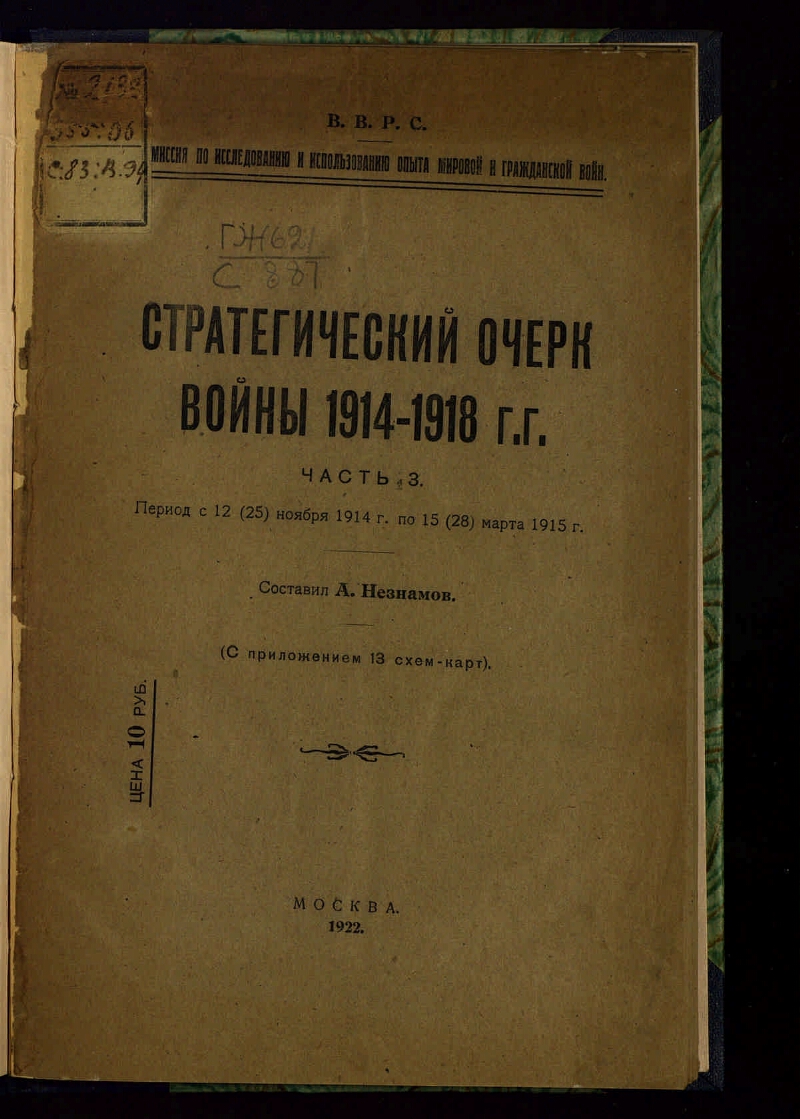 В. В. Р. С.
МИССИЯ ПО ИССЛЕДОВАНИЮ И ИСПОЛЬЗОВАНИЮ ОПЫТА МИРОВОЙ И ГРАЖДАНСКОЙ ВОЙН.
СТРАТЕГИЧЕСКИЙ ОЧЕРК
ВОЙНЫ 1914-1918 г.г.
ЧАСТЬ 3.
Период с 12 (25) ноября 1914 г. по 15 (28) марта 1915 г.
Составил А. Незнамов.
(С приложением 13 схем-карт).
ЦЕНА 10 РУБ.
МОСКВА.
1922.